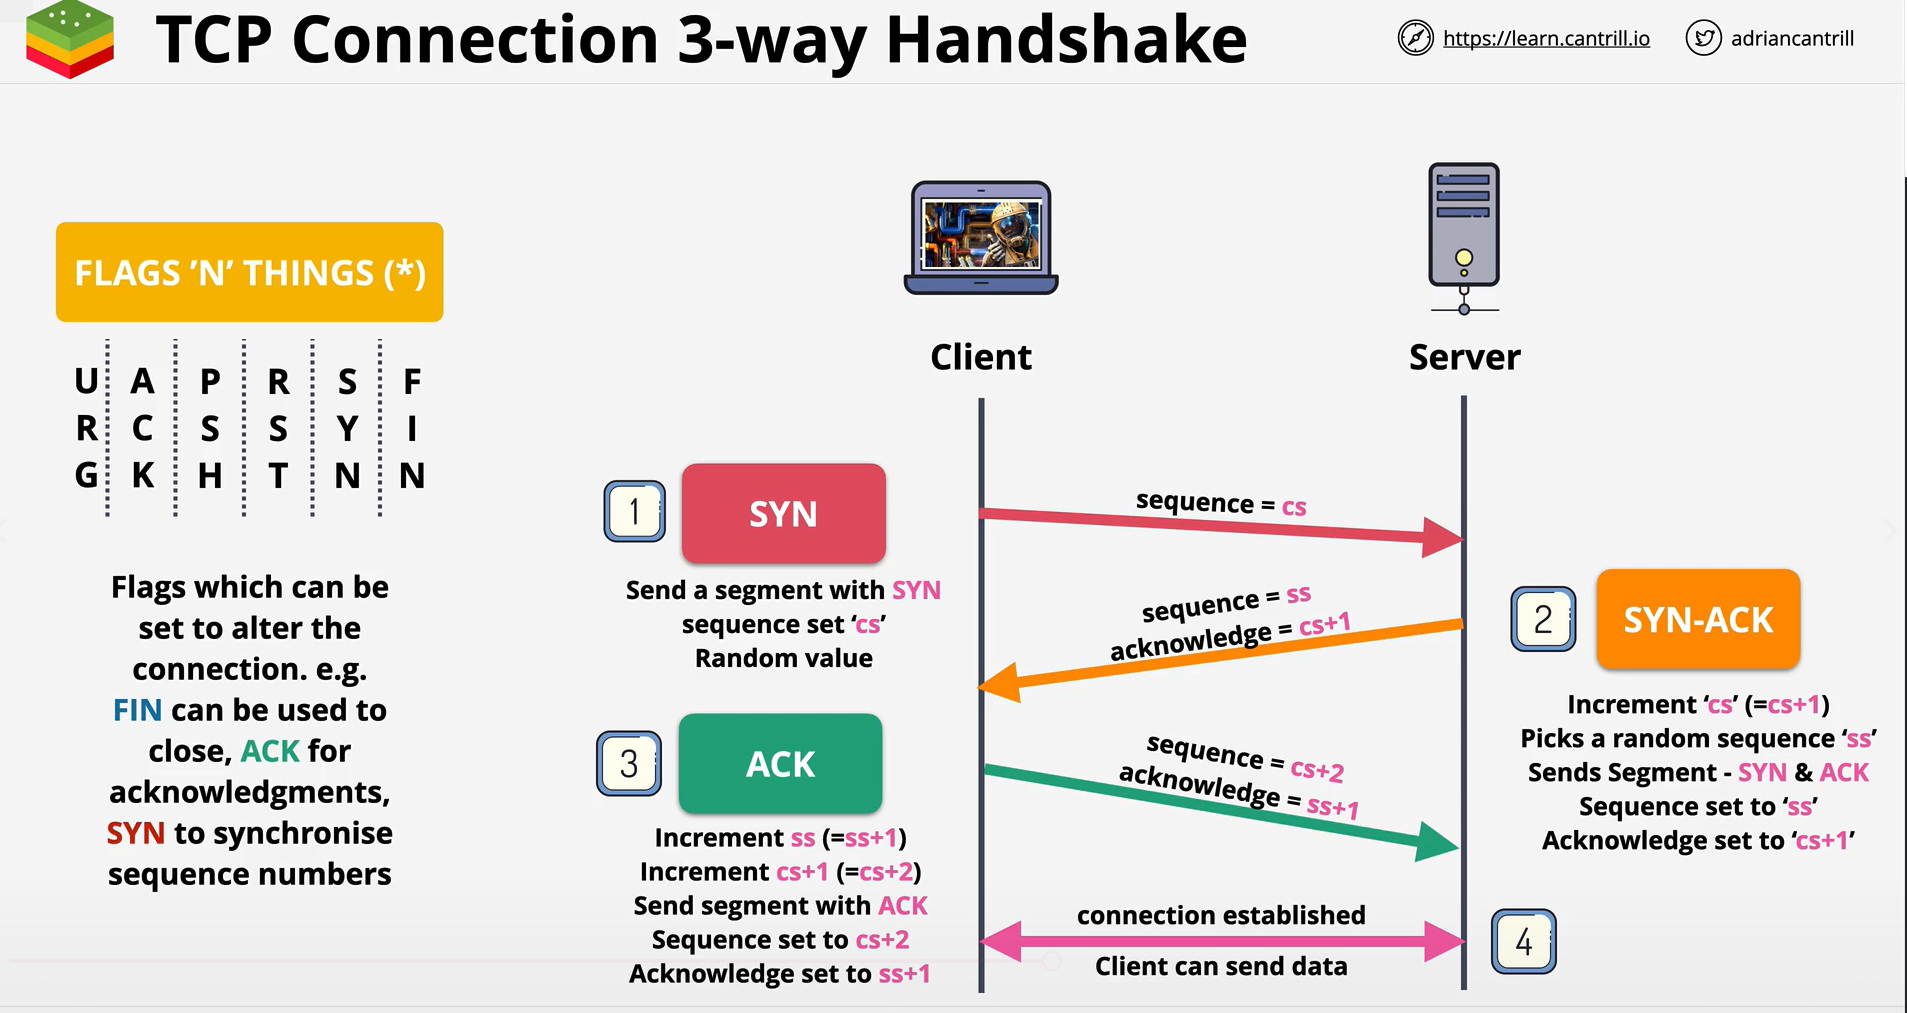 TCP Connection 3-way Handshake
https://learn.cantrill.io
adriancantrill
FLAGS ’N’ THINGS (*)
URG
ACK
PSH
RST
SYN
FIN
Flags which can be
set to alter the
connection. e.g.
FIN can be used to
close, ACK for
acknowledgments,
SYN to synchronise
sequence numbers
Client
Server
1
SYN
Send a segment with SYN
sequence set ‘cs’
Random value
sequence = cs
2
SYN-ACK
Increment ‘cs’ (=cs+1)
Picks a random sequence ‘ss’
Sends Segment - SYN & ACK
Sequence set to ‘ss’
Acknowledge set to ‘cs+1’
sequence = ss
acknowledge = cs+1
3
ACK
Increment ss (=ss+1)
Increment cs+1 (=cs+2)
Send segment with ACK
Sequence set to cs+2
Acknowledge set to ss+1
sequence = cs+2
acknowledge = ss+1
connection established
Client can send data
4